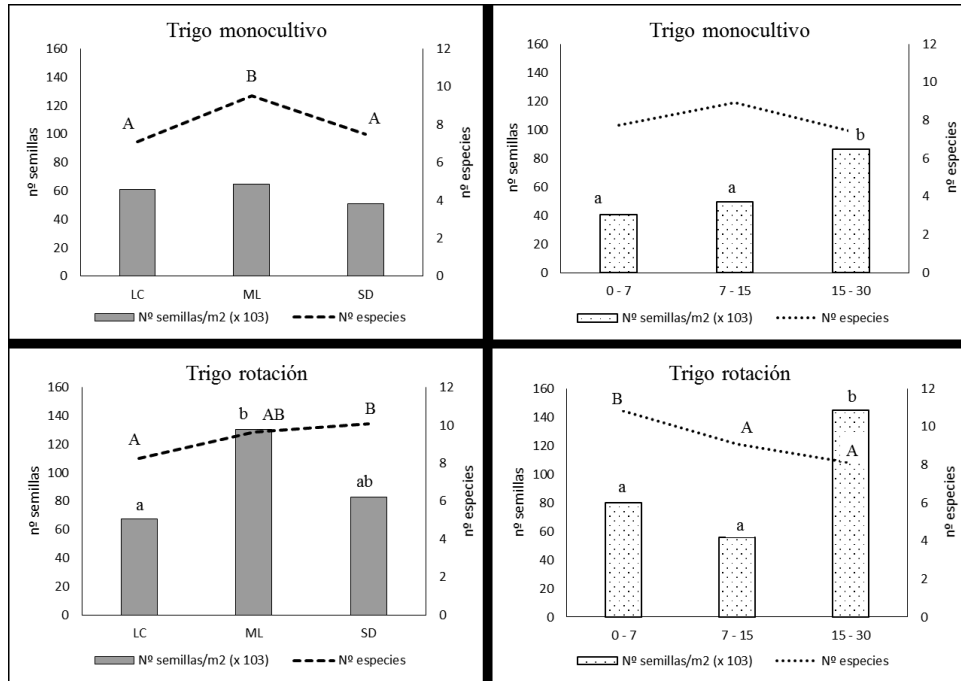 Trigo monocultivo
160
140
120
100
80
60
40
20
0
nº semillas
12
10
8
6
4
2
0
nº especies
A
B
A
LC
ML
SD
Nº semillas/m2 (x 103)
Nº especies
Trigo monocultivo
160
140
120
100
80
60
40
20
0
nº semillas
12
10
8
6
4
2
0
nº especies
a
a
b
0 - 7
7 - 15
15 - 30
Nº semillas/m2 (x 103)
Nº especies
Trigo rotación
160
140
120
100
80
60
40
20
0
nº semillas
12
10
8
6
4
2
0
nº especies
A
b
AB
B
a
ab
LC
ML
SD
Nº semillas/m2 (x 103)
Nº especies
Trigo rotación
160
140
120
100
80
60
40
20
0
nº semillas
12
10
8
6
4
2
0
nº especies
B
A
b
A
a
a
0 - 7
7 - 15
15 - 30
Nº semillas/m2 (x 103)
Nº especies